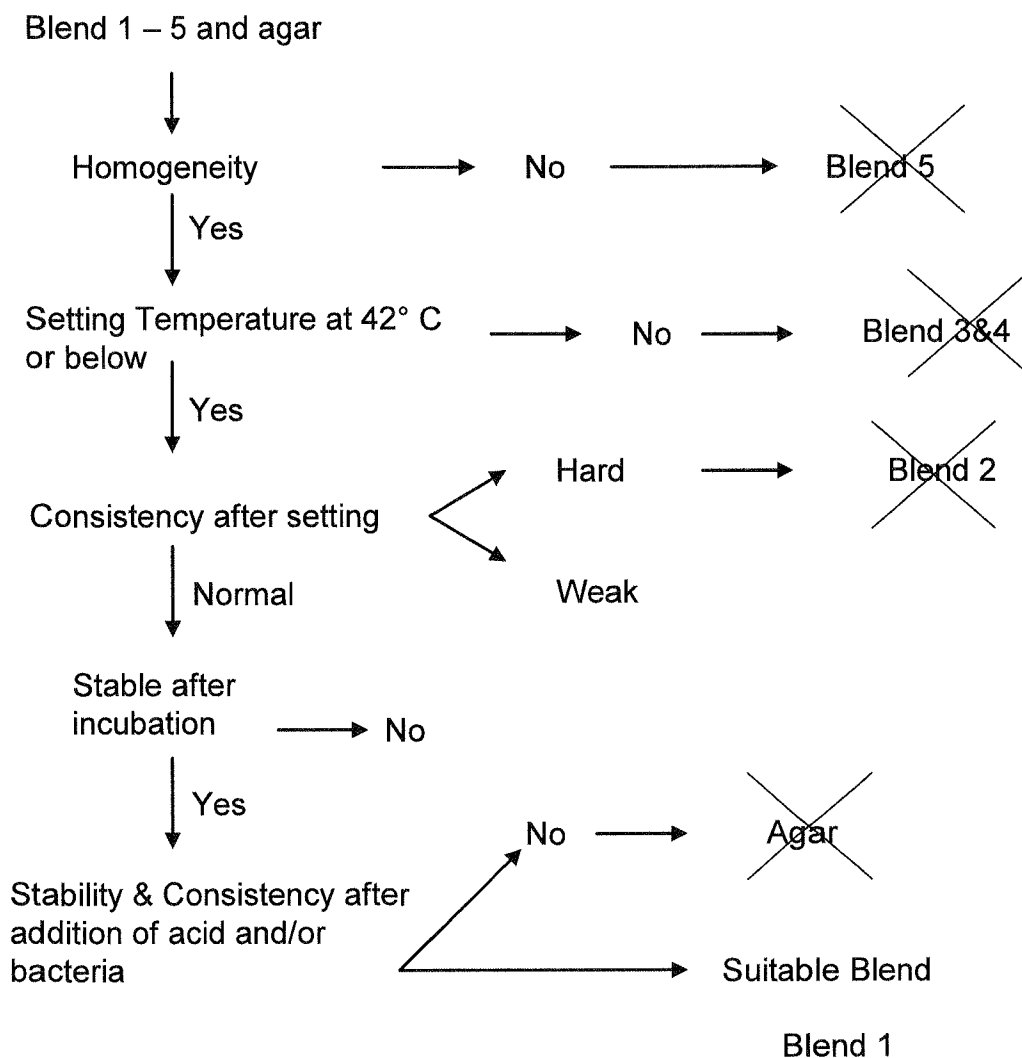 Blend 1 – 5 and agar
Homogeneity
No
Blend 5
Yes
Setting Temperature at 42° C
or below
No
Blend 3&4
Yes
Hard
Blend 2
Consistency after setting
Weak
Normal
Stable after
incubation
No
Yes
No
Agar
Stability & Consistency after
addition of acid and/or
bacteria
Suitable Blend
Blend 1